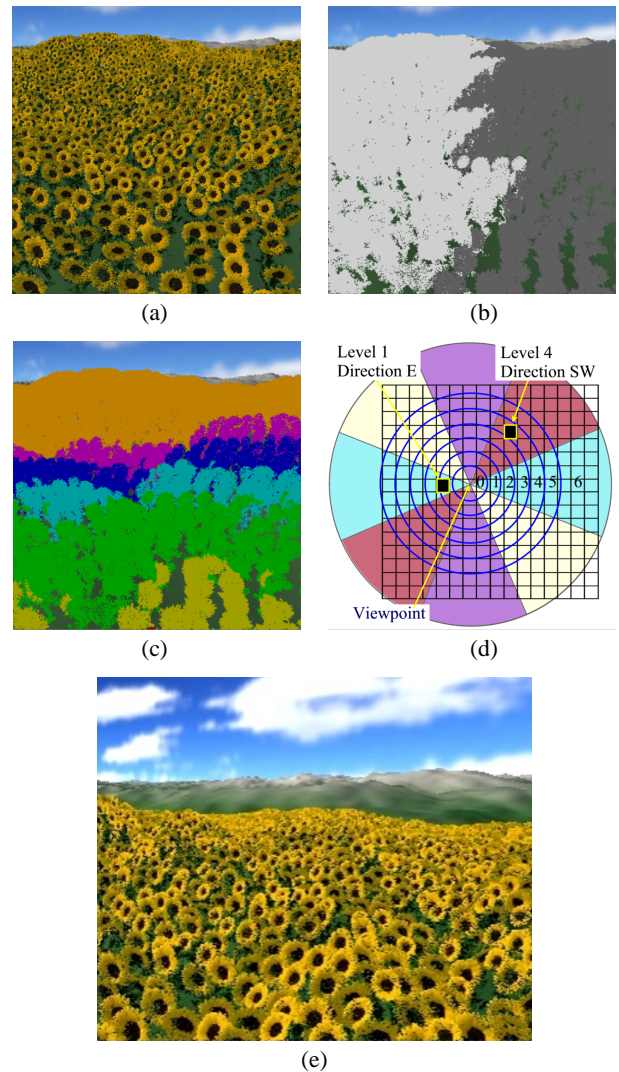 (a)
(b)
Level 1
Direction E
Level 4
Direction SW
0 1 2 3 4 5 6
Viewpoint
(c)
(d)
(e)